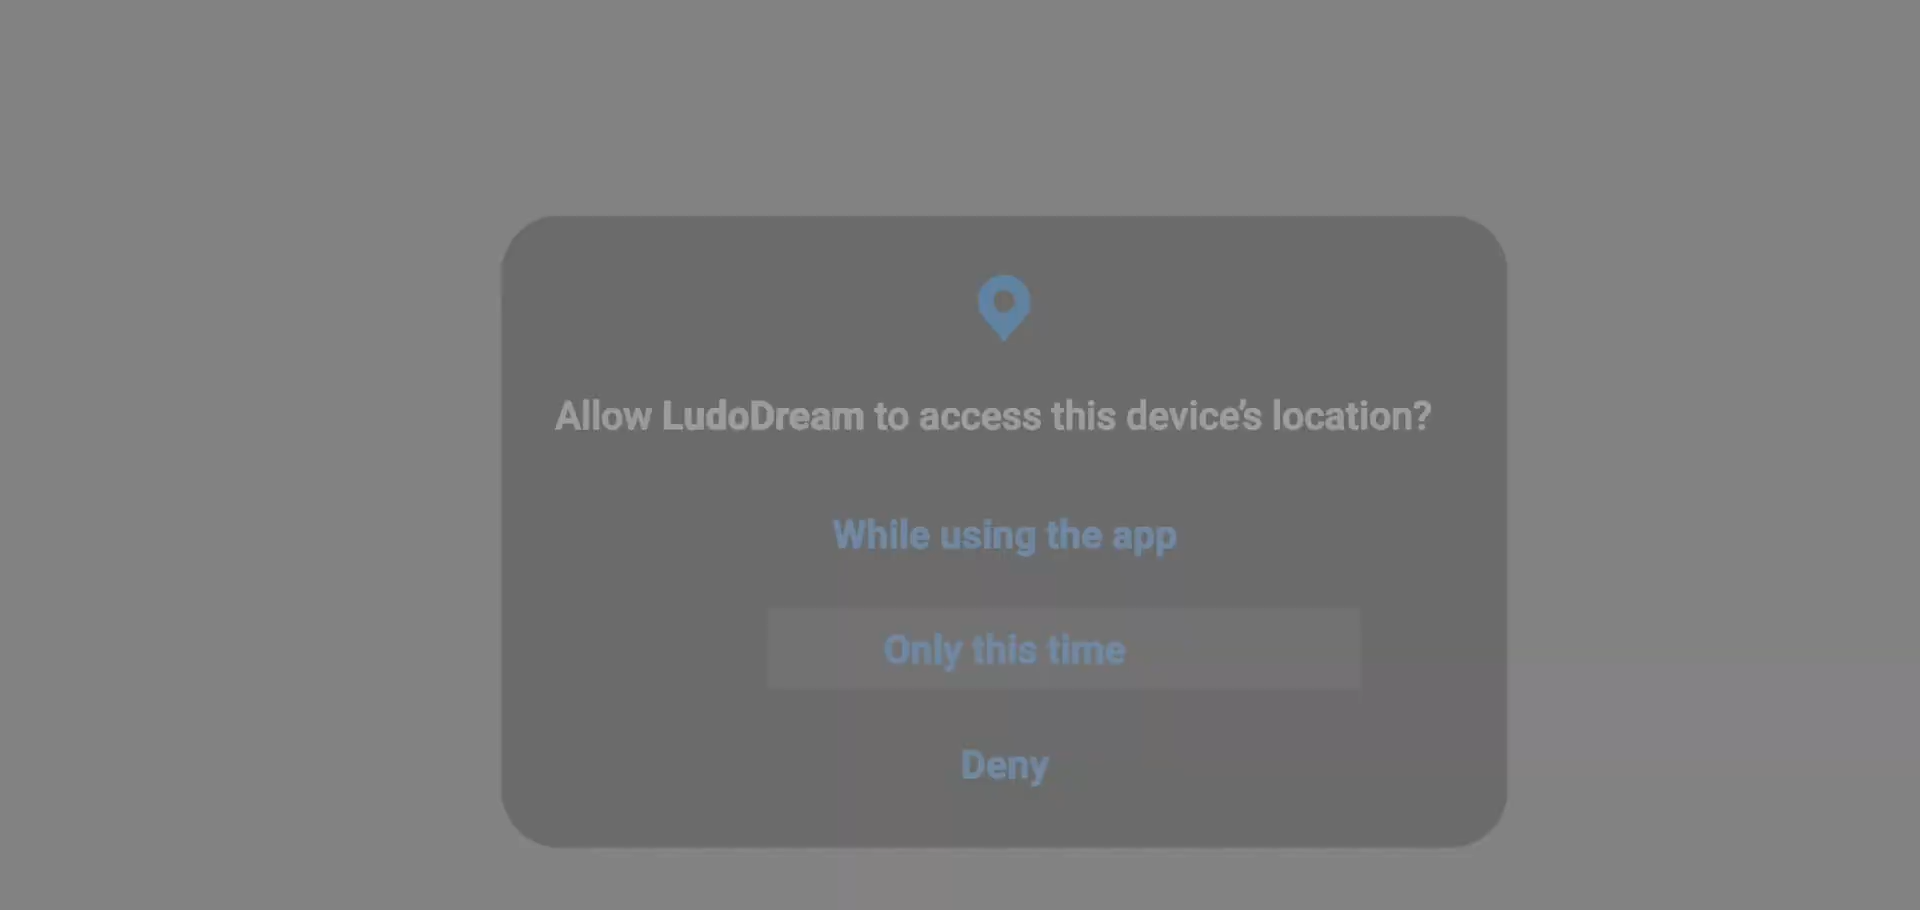 Allow LudoDream to access this device’s location?
While using the app
Only this time
Deny